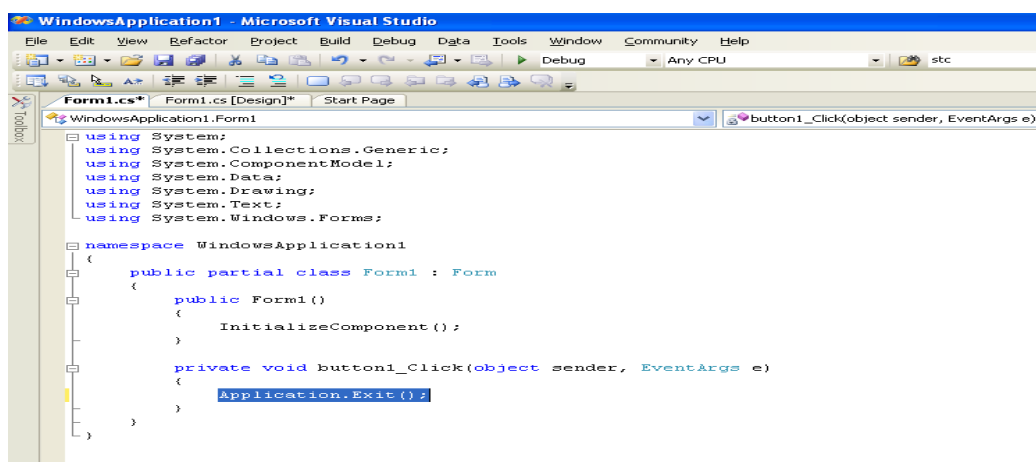 WindowsApplication1 - Microsoft Visual Studio
File Edit View Refactor Project Build Debug Data Tools Window Community Help
Debug Any CPU stc
Form1.cs* Form1.cs [Design]* Start Page
Toolbox
WindowsApplication1.Form1 button1_Click(object sender, EventArgs e)
using System;
using System.Collections.Generic;
using System.ComponentModel;
using System.Data;
using System.Drawing;
using System.Text;
using System.Windows.Forms;
namespace WindowsApplication1
{
public partial class Form1 : Form
{
public Form1()
{
InitializeComponent();
}
private void button1_Click(object sender, EventArgs e)
{
Application.Exit();
}
}
}